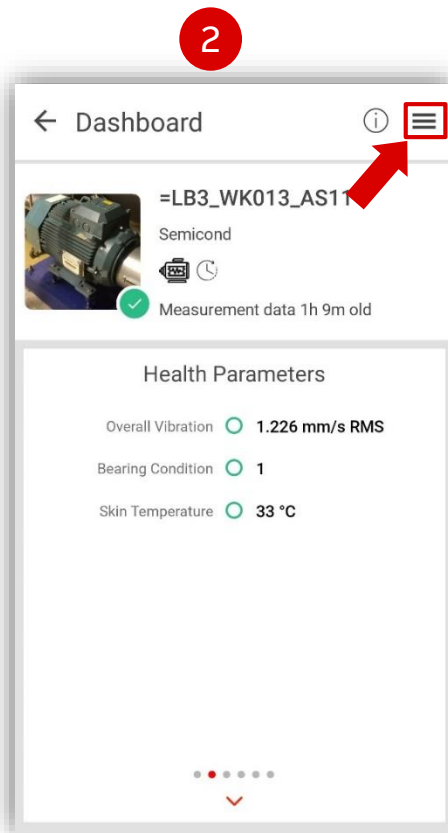 2
Dashboard
=LB3_WK013_AS11
Semicond
Measurement data 1h 9m old
Health Parameters
Overall Vibration 1.226 mm/s RMS
Bearing Condition 1
Skin Temperature 33 °C